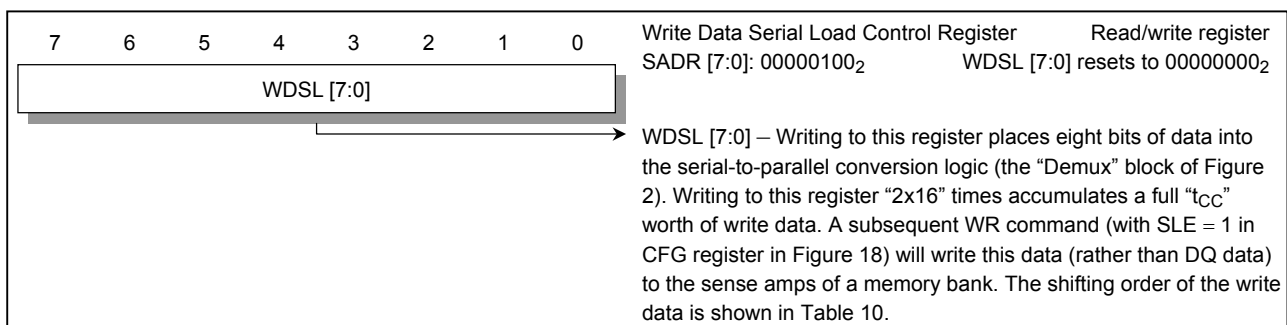 7 6 5 4 3 2 1 0
WDSL [7:0]
Write Data Serial Load Control Register Read/write register
SADR [7:0]: 00000100₂ WDSL [7:0] resets to 00000000₂
WDSL [7:0] – Writing to this register places eight bits of data into
the serial-to-parallel conversion logic (the “Demux” block of Figure
2). Writing to this register “2x16” times accumulates a full “tCC”
worth of write data. A subsequent WR command (with SLE = 1 in
CFG register in Figure 18) will write this data (rather than DQ data)
to the sense amps of a memory bank. The shifting order of the write
data is shown in Table 10.